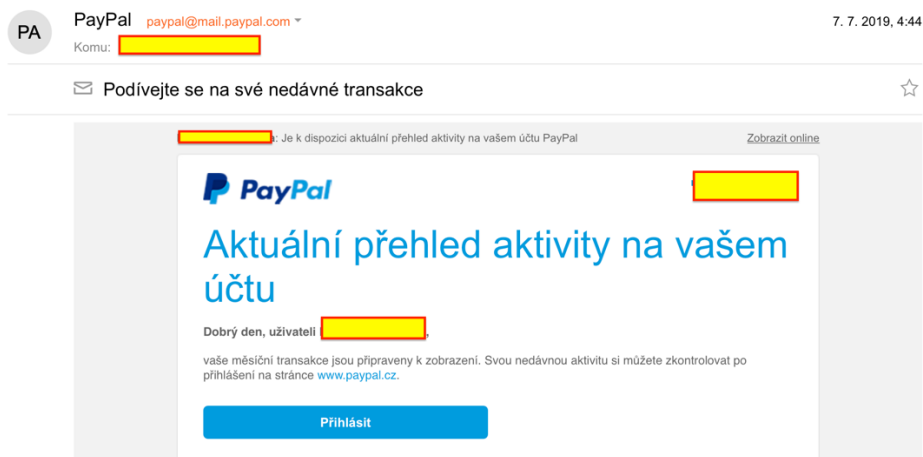 PA
PayPal paypal@mail.paypal.com
7. 7. 2019, 4:44
Komu:
Podívejte se na své nedávné transakce
: Je k dispozici aktuální přehled aktivity na vašem účtu PayPal
Zobrazit online
PayPal
Aktuální přehled aktivity na vašem
účtu
Dobrý den, uživateli ,
vaše měsíční transakce jsou připraveny k zobrazení. Svou nedávnou aktivitu si můžete zkontrolovat po
přihlášení na stránce www.paypal.cz.
Přihlásit